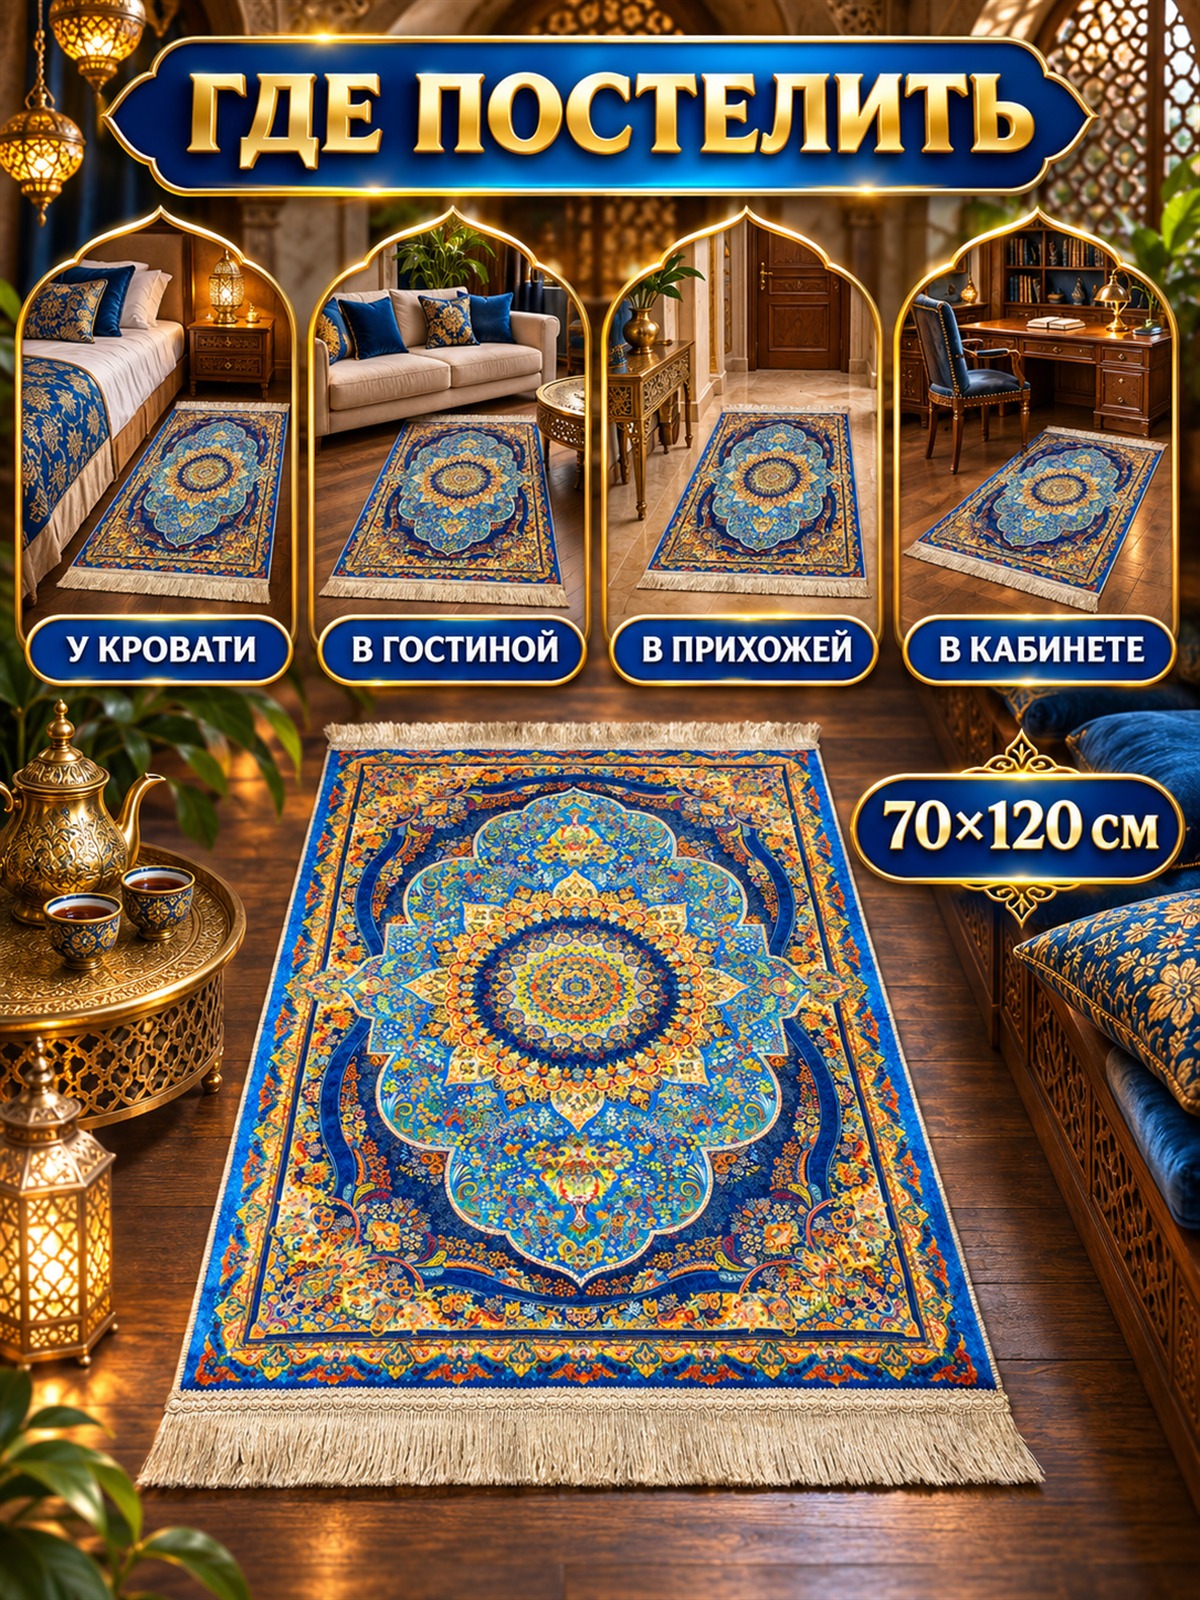 ГДЕ ПОСТЕЛИТЬ
У КРОВАТИ
В ГОСТИНОЙ
В ПРИХОЖЕЙ
В КАБИНЕТЕ
70×120 СМ